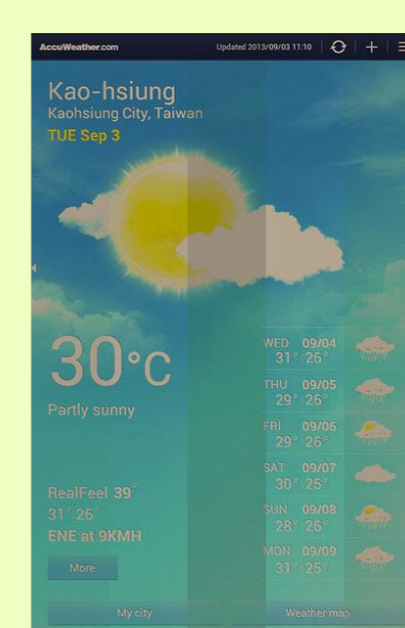 AccuWeather.com Updated 2013/09/03 11:10
Kao-hsiung
Kaohsiung City, Taiwan
TUE Sep 3
30°C
Partly sunny
RealFeel 39°
31° 26°
ENE at 9KMH
More
WED 09/04
31° 26°
THU 09/05
29° 26°
FRI 09/06
29° 26°
SAT 09/07
30° 25°
SUN 09/08
28° 26°
MON 09/09
31° 25°
My city
Weather map